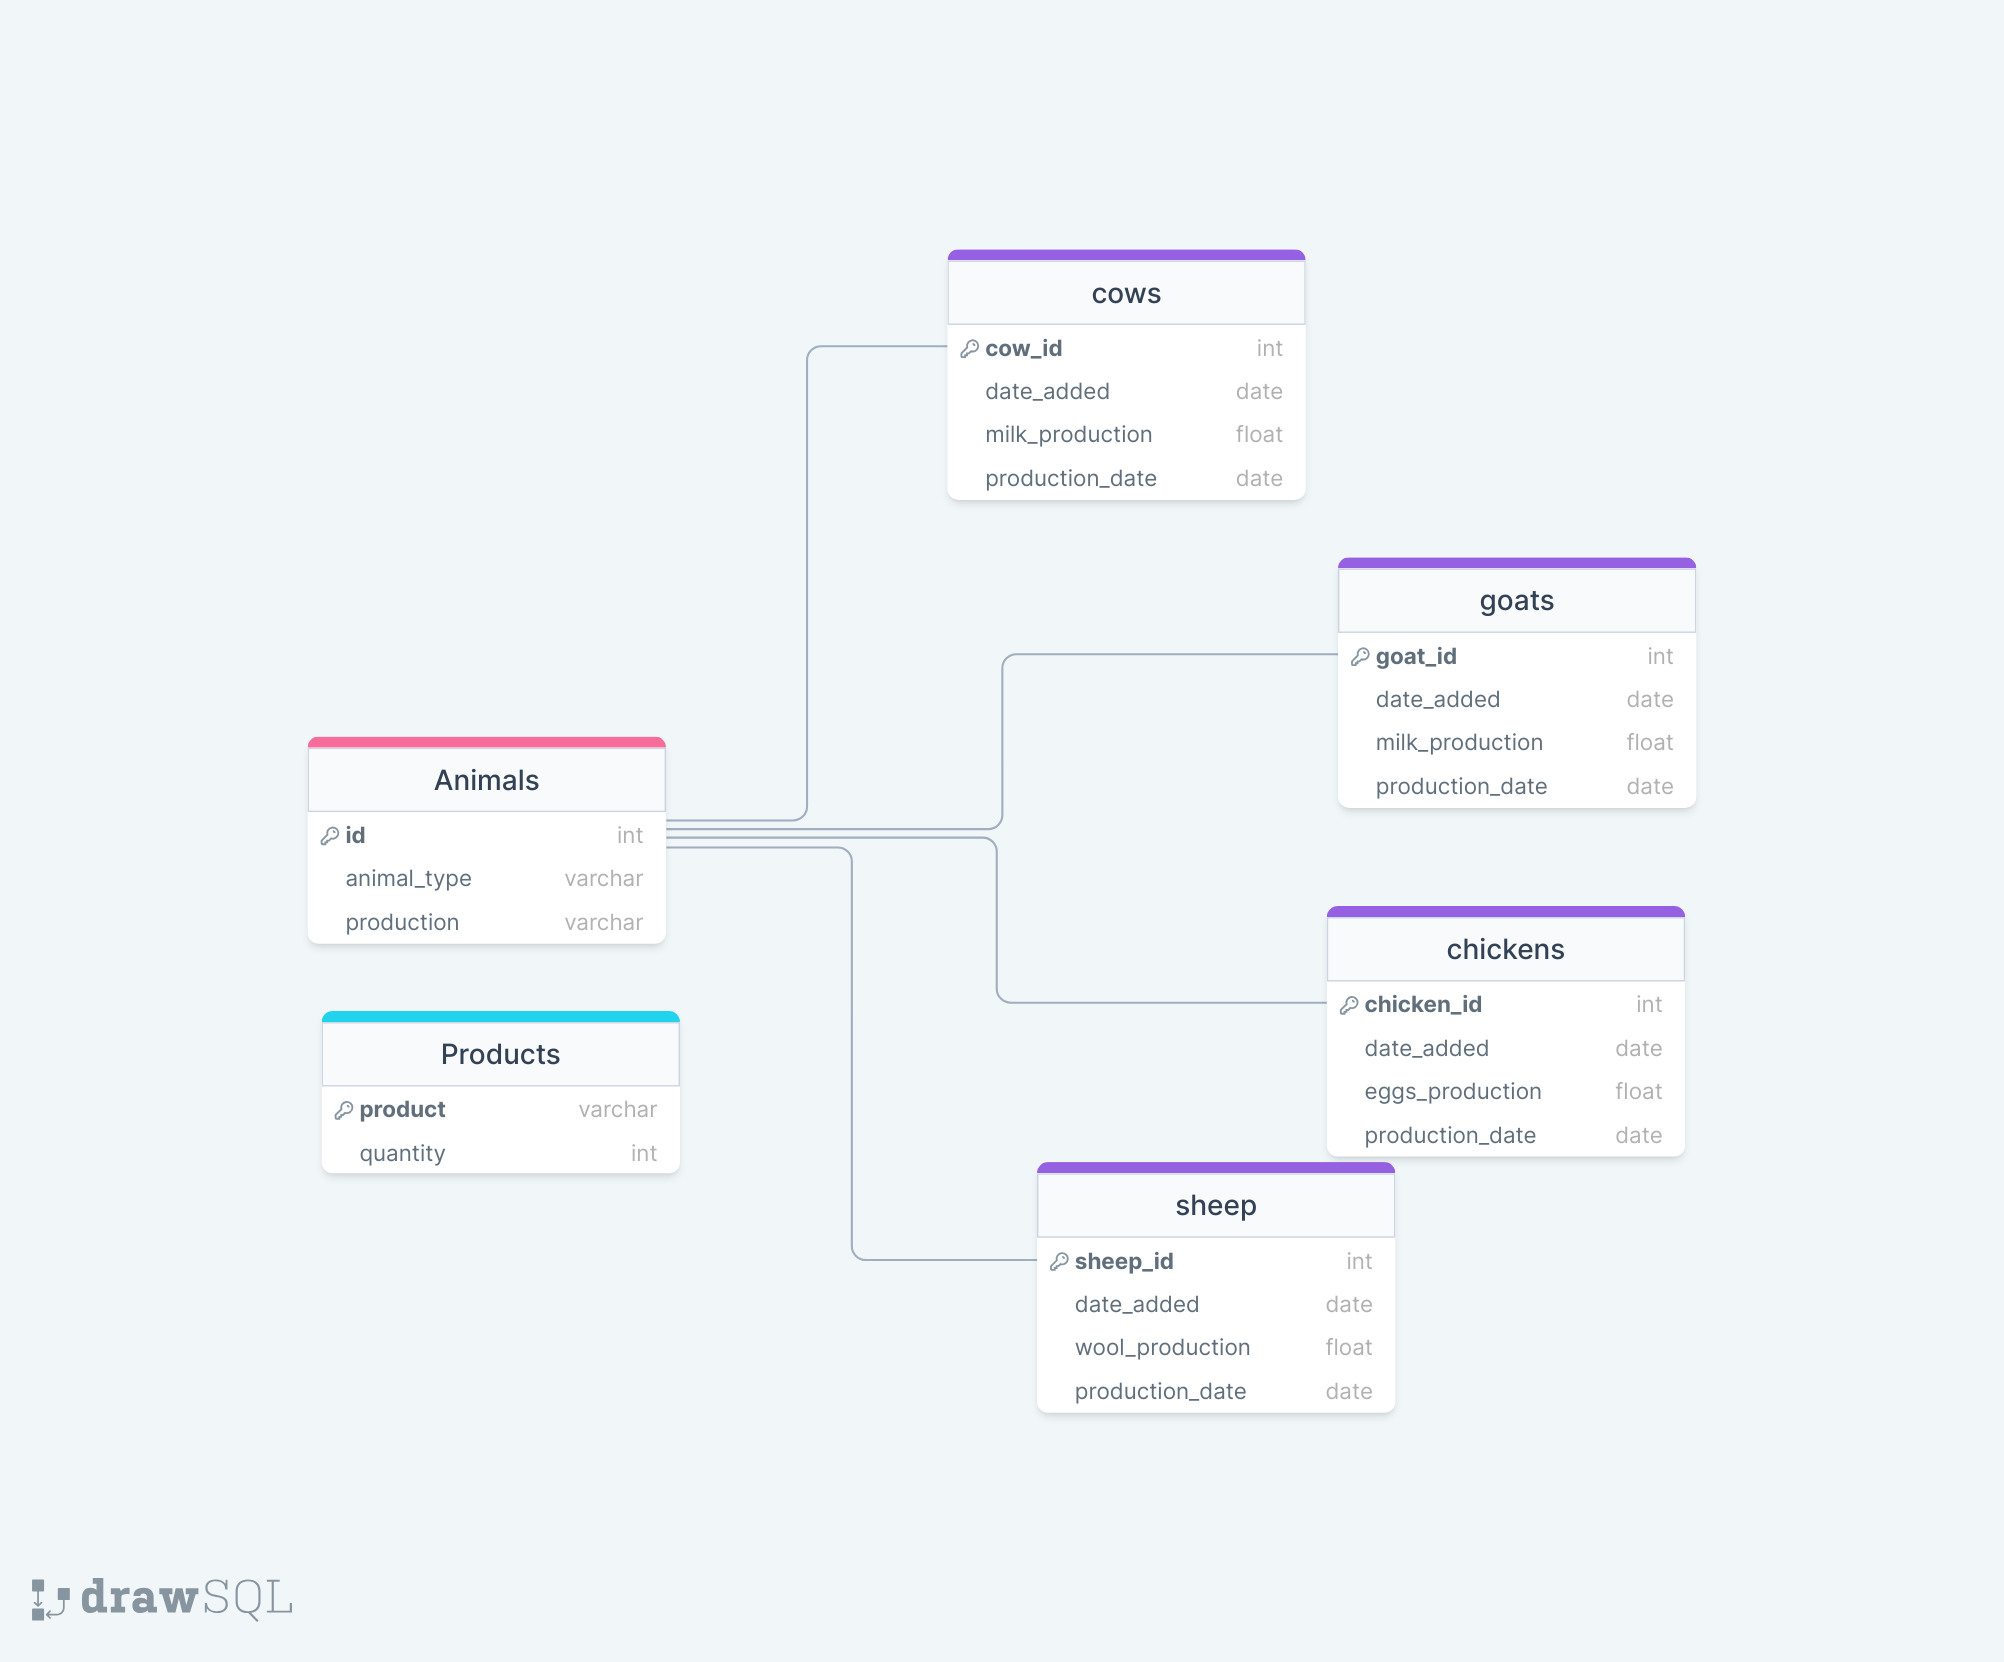 cows
cow_id int
date_added date
milk_production float
production_date date
goats
goat_id int
date_added date
milk_production float
production_date date
Animals
id int
animal_type varchar
production varchar
chickens
chicken_id int
date_added date
eggs_production float
production_date date
Products
product varchar
quantity int
sheep
sheep_id int
date_added date
wool_production float
production_date date
drawSQL